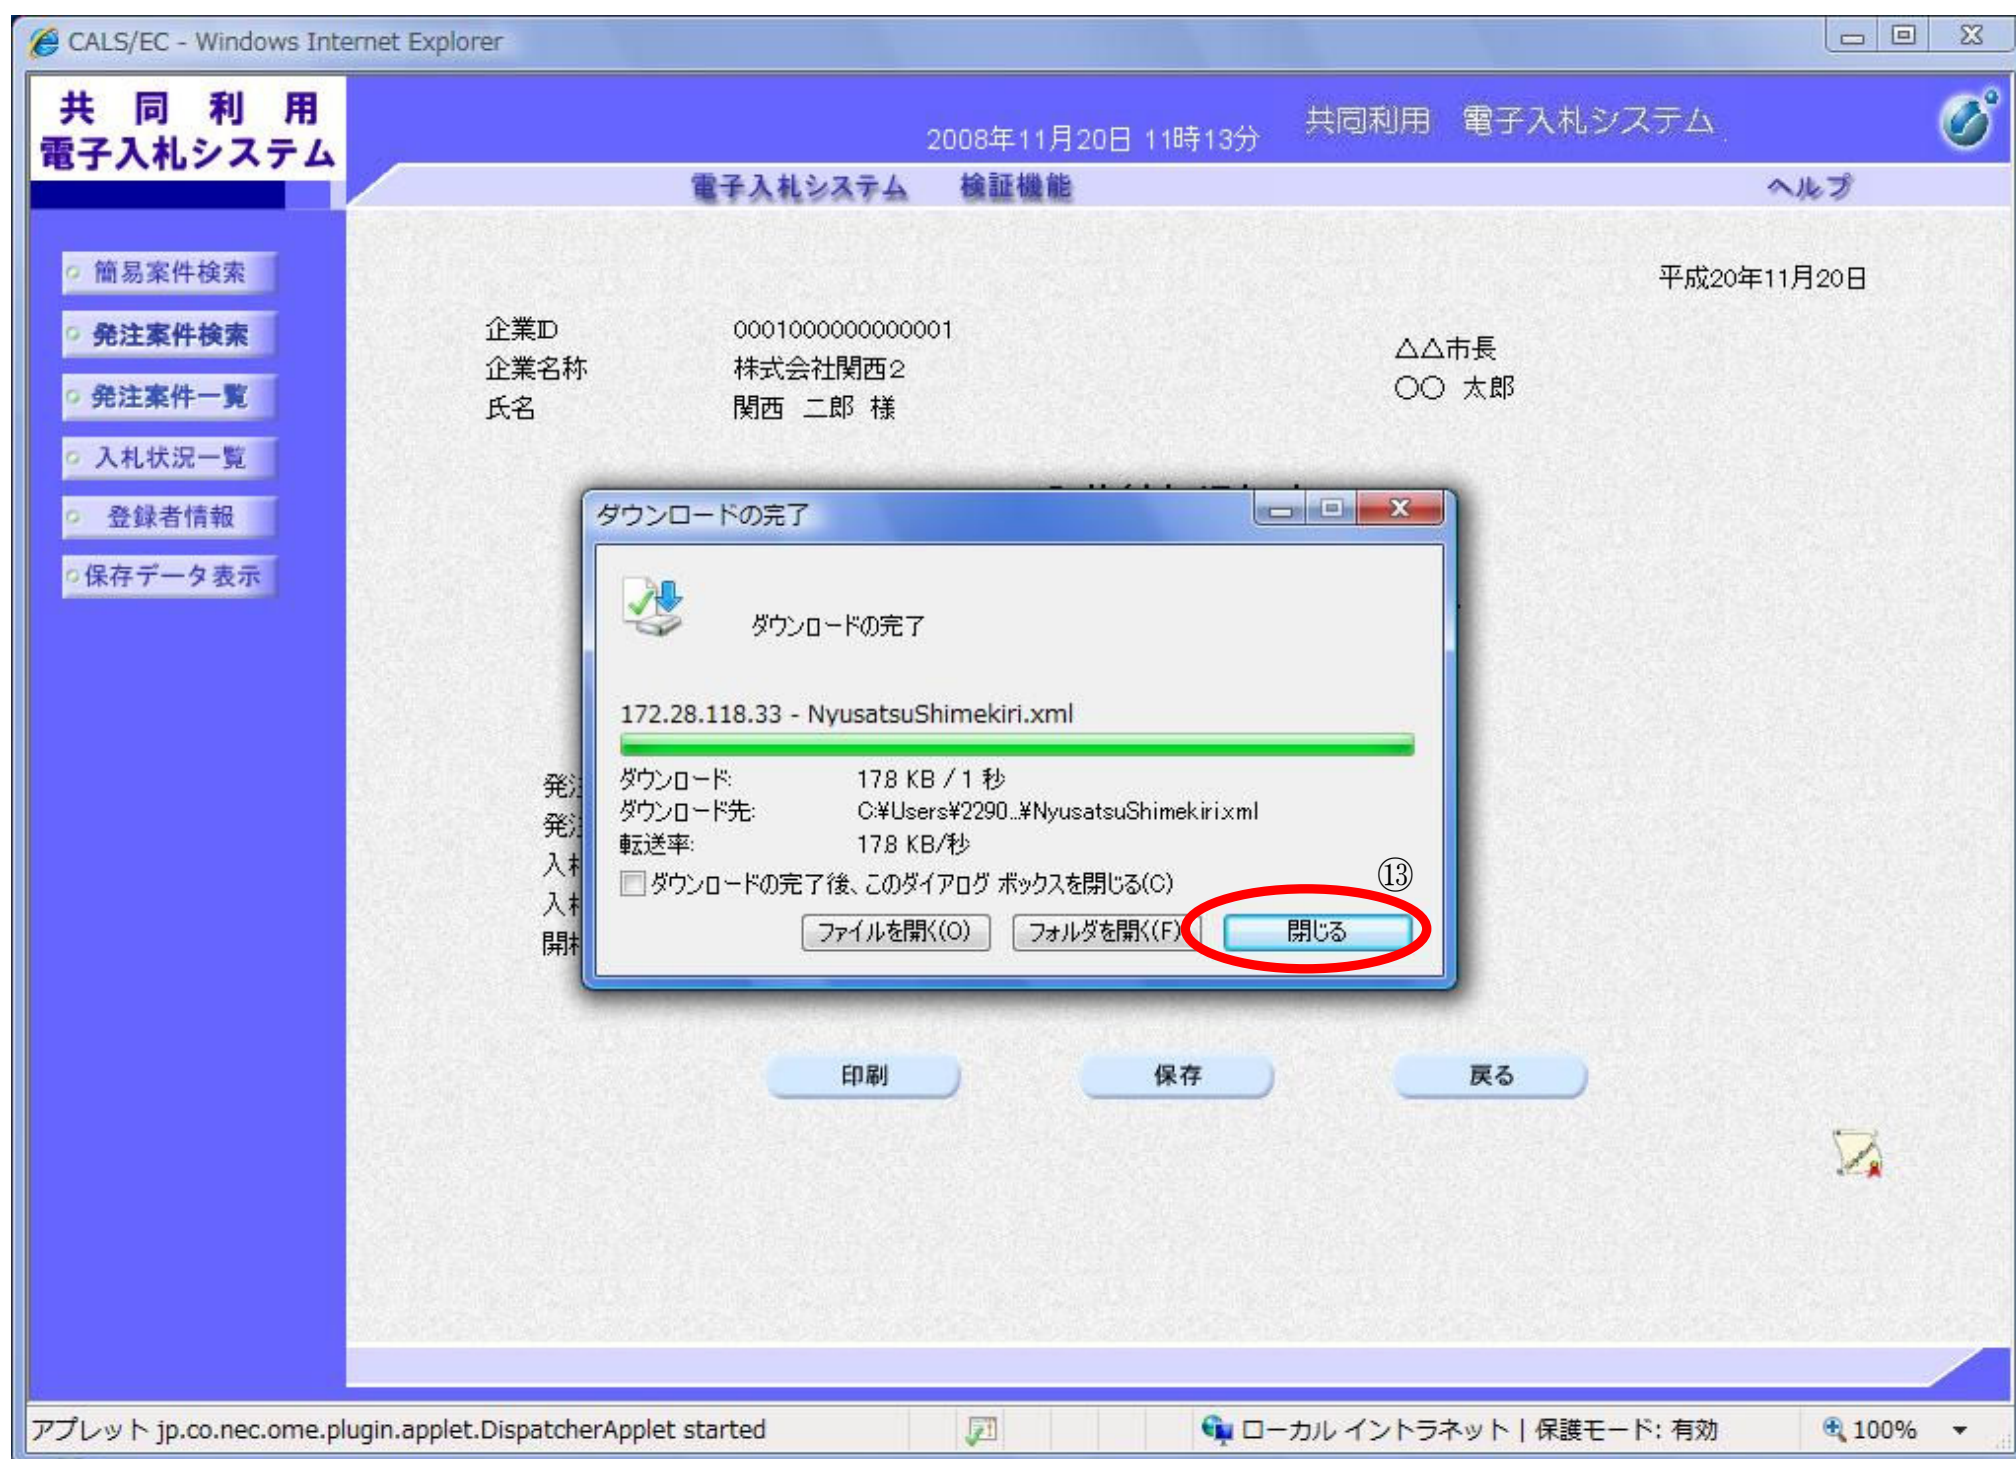 CALS/EC - Windows Internet Explorer
共 同 利 用
電子入札システム
2008年11月20日 11時13分
共同利用 電子入札システム
電子入札システム 検証機能
ヘルプ
簡易案件検索
発注案件検索
発注案件一覧
入札状況一覧
登録者情報
保存データ表示
平成20年11月20日
企業ID 0001000000000001
企業名称 株式会社関西2
氏名 関西 二郎 様
△△市長
〇〇 太郎
ダウンロードの完了
ダウンロードの完了
172.28.118.33 - NyusatsuShimekiri.xml
ダウンロード: 17.8 KB / 1 秒
ダウンロード先: C:¥Users¥2290...¥NyusatsuShimekiri.xml
転送率: 17.8 KB/秒
ダウンロードの完了後、このダイアログ ボックスを閉じる(C)
⑬
ファイルを開く(O) フォルダを開く(F) 閉じる
発
発
入
入
開
印刷 保存 戻る
アプレット jp.co.nec.ome.plugin.applet.DispatcherApplet started
ローカル イントラネット | 保護モード: 有効
100%